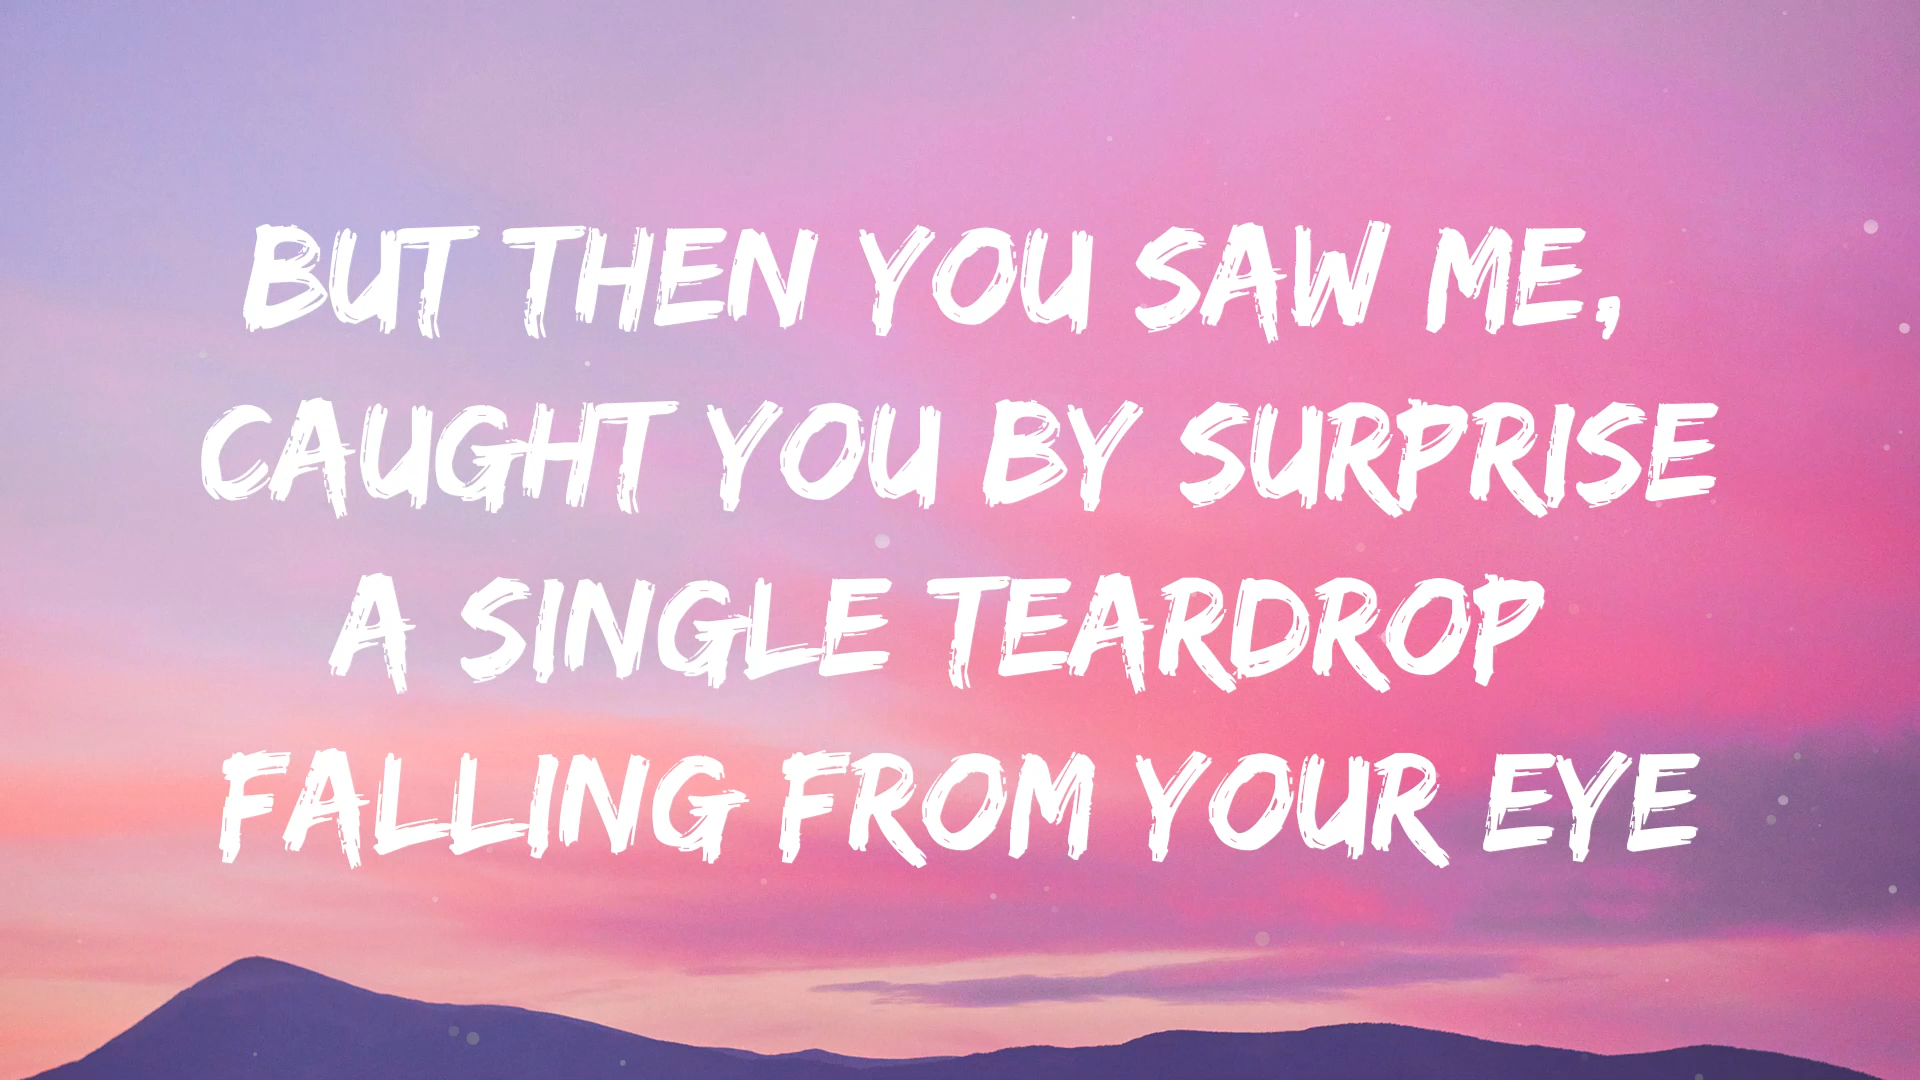 BUT THEN YOU SAW ME,
CAUGHT YOU BY SURPRISE
A SINGLE TEARDROP
FALLING FROM YOUR EYE